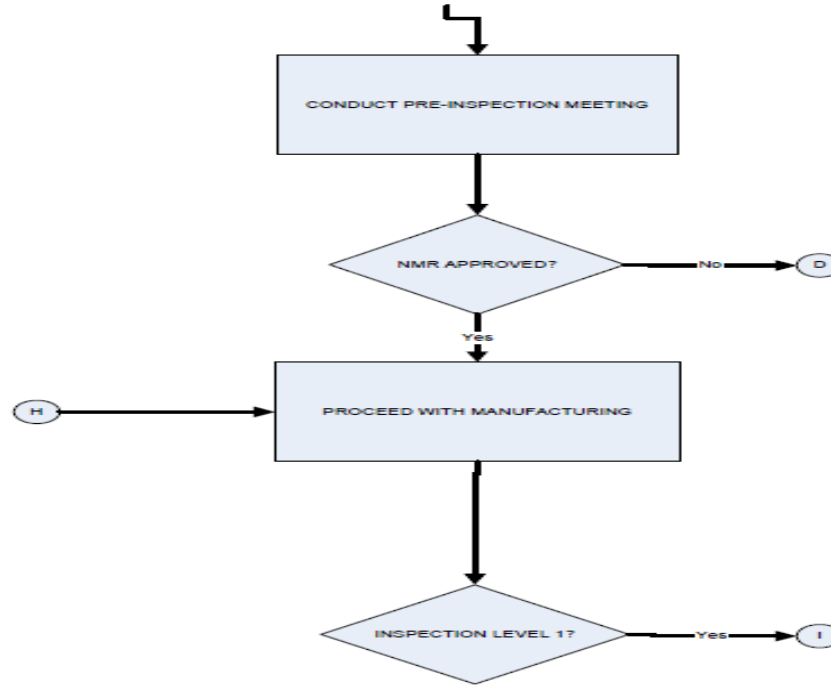 CONDUCT PRE-INSPECTION MEETING
NMR APPROVED?
No
D
Yes
H
PROCEED WITH MANUFACTURING
INSPECTION LEVEL 1?
Yes
I